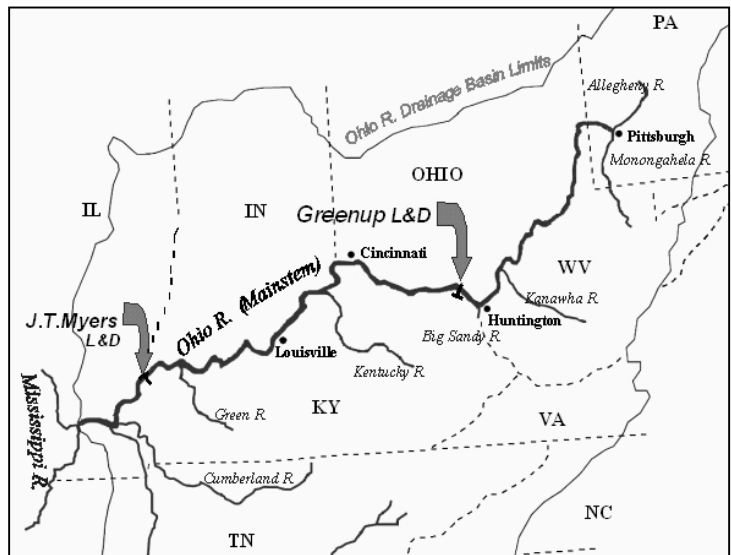 PA
Allegheny R.
Ohio R. Drainage Basin Limits
Pittsburgh
Monongahela R.
OHIO
IL
IN
Greenup L&D
Cincinnati
WV
Kanawha R.
Ohio R. (Mainstem)
J.T.Myers
L&D
Huntington
Big Sandy R.
Louisville
Kentucky R.
Mississippi R.
Green R.
KY
VA
Cumberland R.
NC
TN